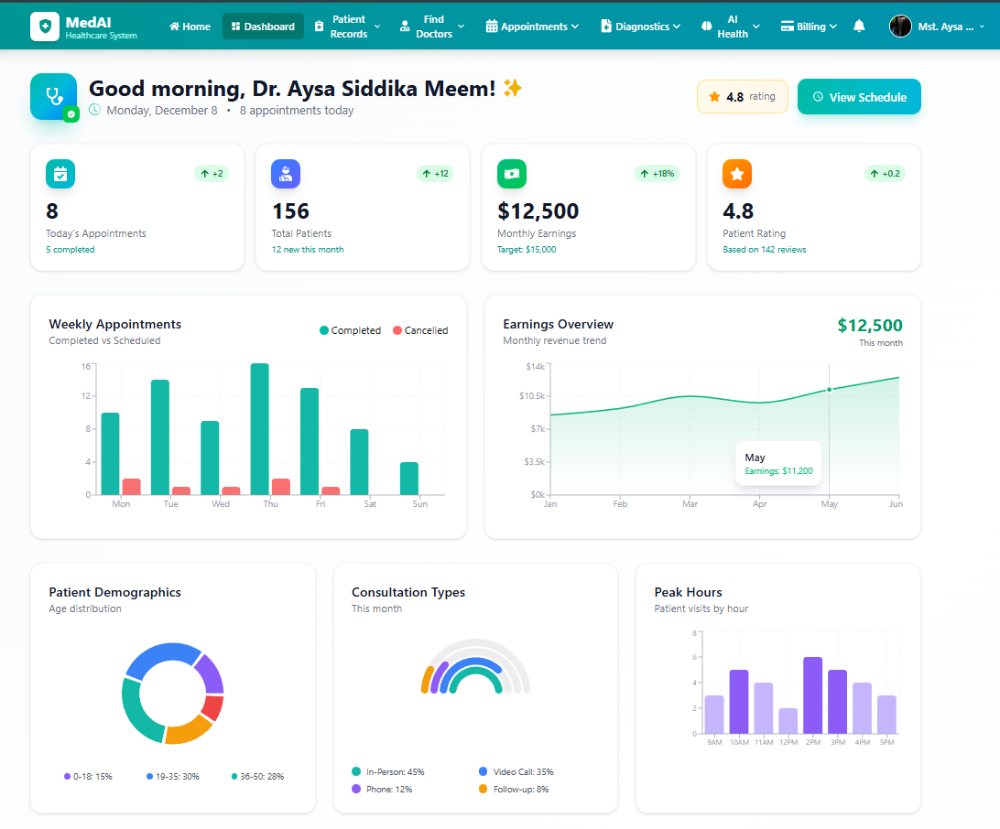 MedAI
Healthcare System
Home
Dashboard
Patient
Records
Find
Doctors
Appointments
Diagnostics
AI
Health
Billing
Mst. Aysa ...
Good morning, Dr. Aysa Siddika Meem! ✨
Monday, December 8 • 8 appointments today
4.8 rating
View Schedule
+2
8
Today's Appointments
5 completed
+12
156
Total Patients
12 new this month
+18%
$12,500
Monthly Earnings
Target: $15,000
+0.2
4.8
Patient Rating
Based on 142 reviews
Weekly Appointments
Completed vs Scheduled
Completed Cancelled
16
12
8
4
0
Mon Tue Wed Thu Fri Sat Sun
Earnings Overview
Monthly revenue trend
$12,500
This month
$14k
$10.5k
$7k
$3.5k
$0k
May
Earnings: $11,200
Jan Feb Mar Apr May Jun
Patient Demographics
Age distribution
0-18: 15% 19-35: 30% 36-50: 28%
Consultation Types
This month
In-Person: 45% Video Call: 35%
Phone: 12% Follow-up: 8%
Peak Hours
Patient visits by hour
8
6
4
2
0
9AM 10AM 11AM 12PM 2PM 3PM 4PM 5PM